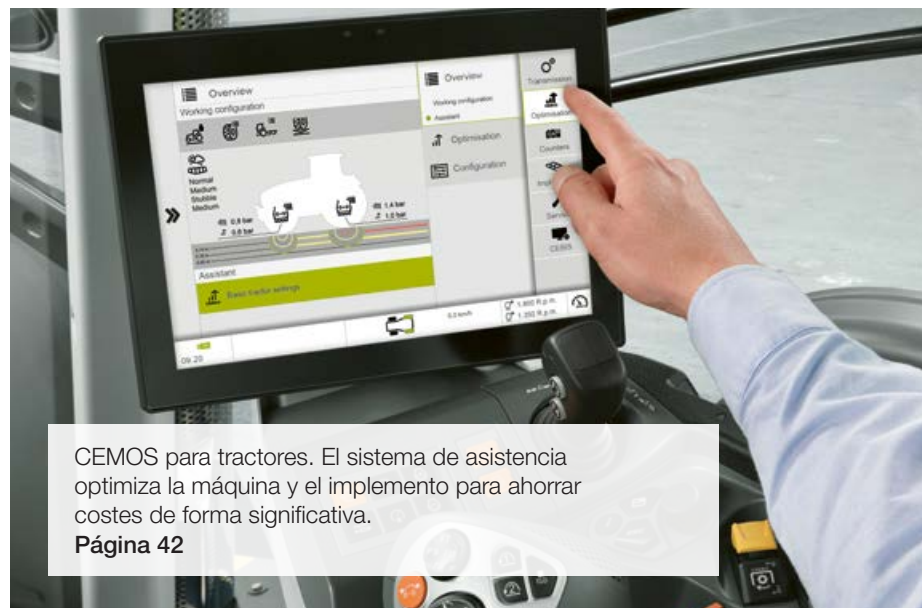 Overview
Working configuration
Normal
Medium
Stubble
Medium
0,8 bar
0.8 bar
1,4 bar
1.0 bar
Assistant
Basic tractor settings
09.20
0.0 km/h
1.800 R.p.m.
1.350 R.p.m.
Overview
Working configuration
Assistant
Optimisation
Configuration
Transmission
Optimisation
Counters
CEBIS
CEMOS para tractores. El sistema de asistencia
optimiza la máquina y el implemento para ahorrar
costes de forma significativa.
Página 42